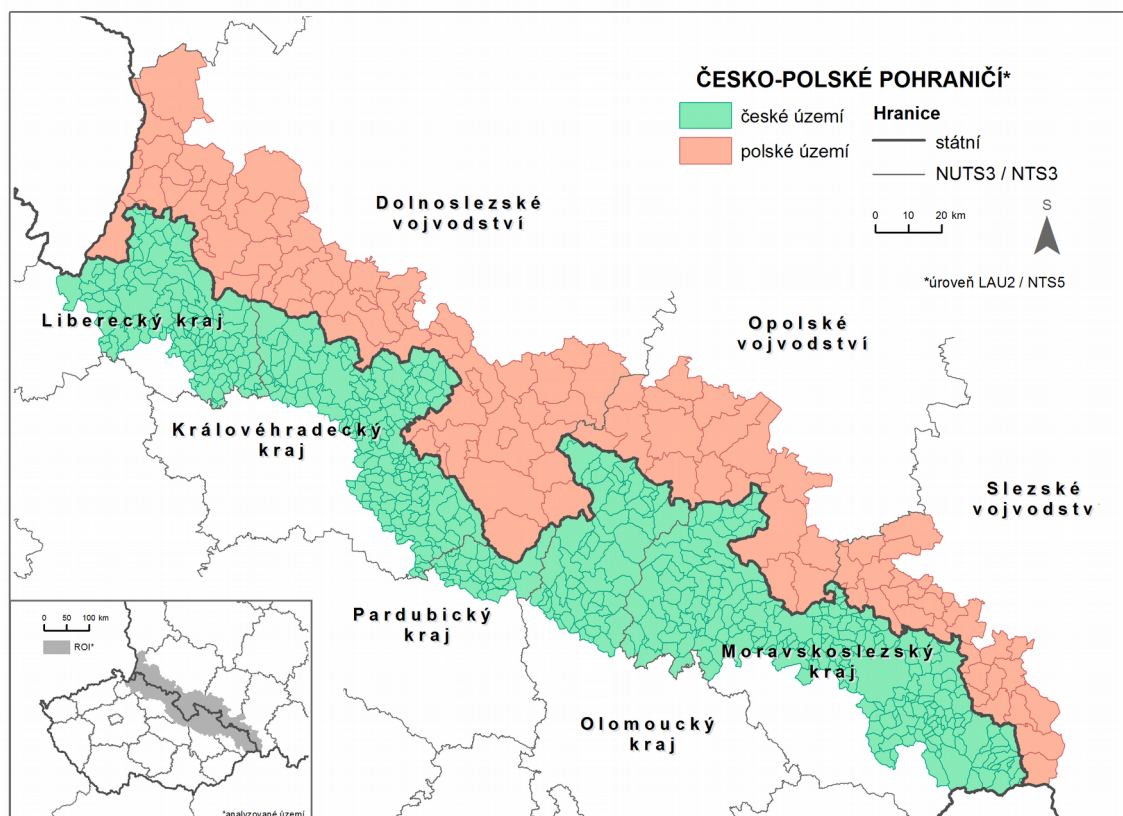 ČESKO-POLSKÉ POHRANIČÍ*
české území
polské území
Hranice
státní
NUTS3 / NTS3
0 10 20 km
S
*úroveň LAU2 / NTS5
Dolnoslezské
vojvodství
Opolské
vojvodství
Slezské
vojvodstv
Liberecký kraj
Královéhradecký
kraj
Pardubický
kraj
Olomoucký
kraj
Moravskoslezský
kraj
0 50 100 km
ROI*
*analyzované území